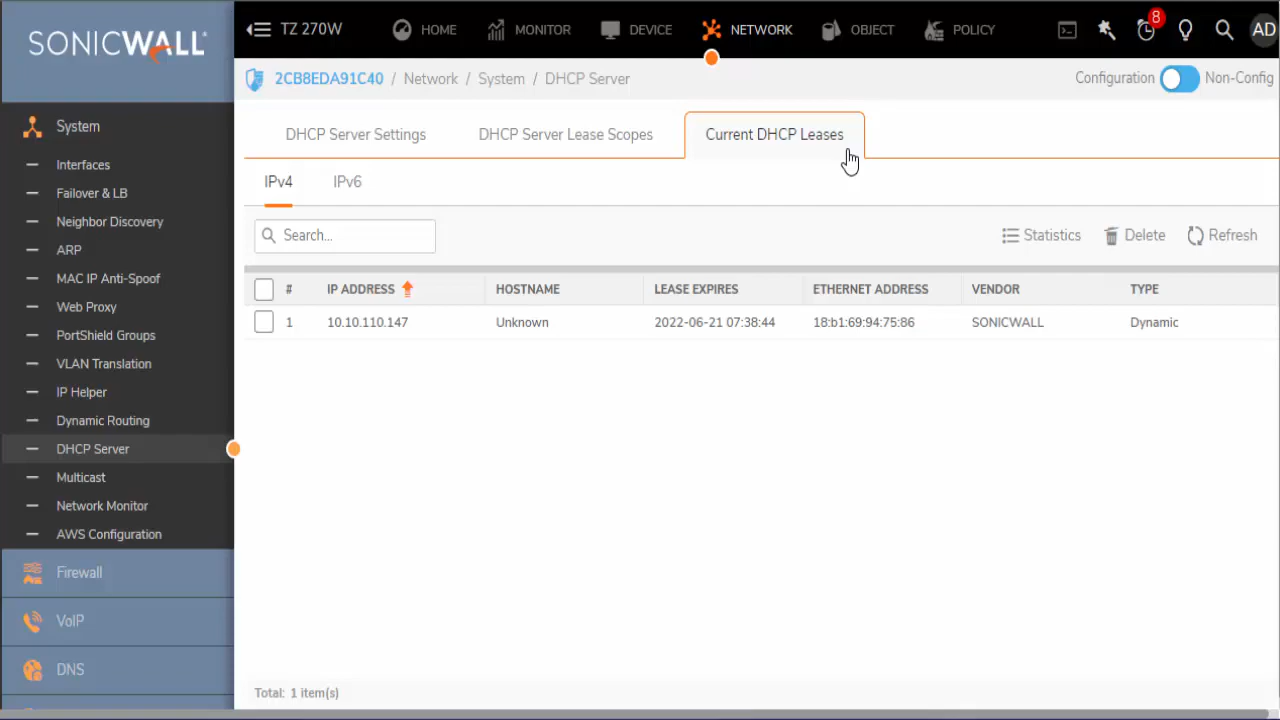 SONICWALL
TZ 270W
HOME
MONITOR
DEVICE
NETWORK
OBJECT
POLICY
8
AD
2CB8EDA91C40 / Network / System / DHCP Server
Configuration
Non-Config
System
Interfaces
Failover & LB
Neighbor Discovery
ARP
MAC IP Anti-Spoof
Web Proxy
PortShield Groups
VLAN Translation
IP Helper
Dynamic Routing
DHCP Server
Multicast
Network Monitor
AWS Configuration
Firewall
VoIP
DNS
DHCP Server Settings
DHCP Server Lease Scopes
Current DHCP Leases
IPv4
IPv6
Search...
Statistics
Delete
Refresh
# IP ADDRESS HOSTNAME LEASE EXPIRES ETHERNET ADDRESS VENDOR TYPE
1 10.10.110.147 Unknown 2022-06-21 07:38:44 18:b1:69:94:75:86 SONICWALL Dynamic
Total: 1 item(s)